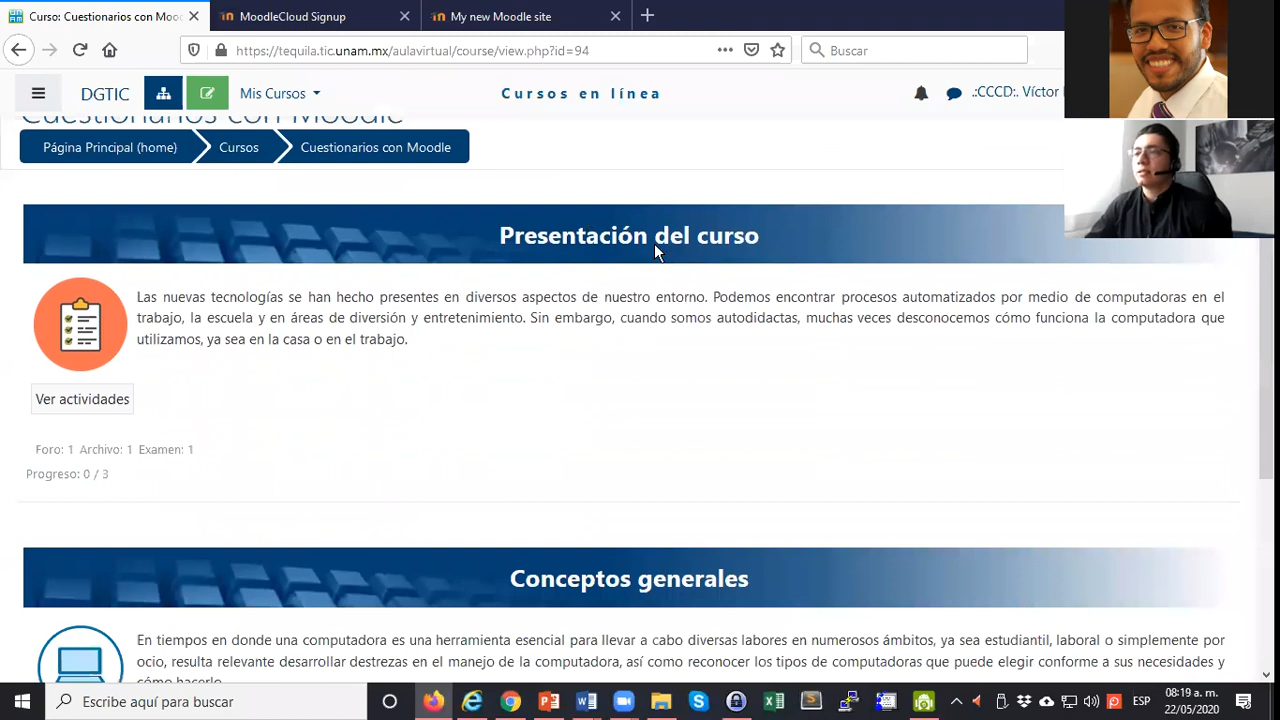 Curso: Cuestionarios con Mood
MoodleCloud Signup
My new Moodle site
https://tequila.tic.unam.mx/aulavirtual/course/view.php?id=94
Buscar
DGTIC
Mis Cursos
Cursos en línea
.:CCCD:. Víctor
Cuestionarios con Moodle
Página Principal (home)
Cursos
Cuestionarios con Moodle
Presentación del curso
Las nuevas tecnologías se han hecho presentes en diversos aspectos de nuestro entorno. Podemos encontrar procesos automatizados por medio de computadoras en el
trabajo, la escuela y en áreas de diversión y entretenimiento. Sin embargo, cuando somos autodidactas, muchas veces desconocemos cómo funciona la computadora que
utilizamos, ya sea en la casa o en el trabajo.
Ver actividades
Foro: 1 Archivo: 1 Examen: 1
Progreso: 0 / 3
Conceptos generales
En tiempos en donde una computadora es una herramienta esencial para llevar a cabo diversas labores en numerosos ámbitos, ya sea estudiantil, laboral o simplemente por
ocio, resulta relevante desarrollar destrezas en el manejo de la computadora, así como reconocer los tipos de computadoras que puede elegir conforme a sus necesidades y
cómo hacerlo.
Escribe aquí para buscar
ESP
08:19 a. m.
22/05/2020